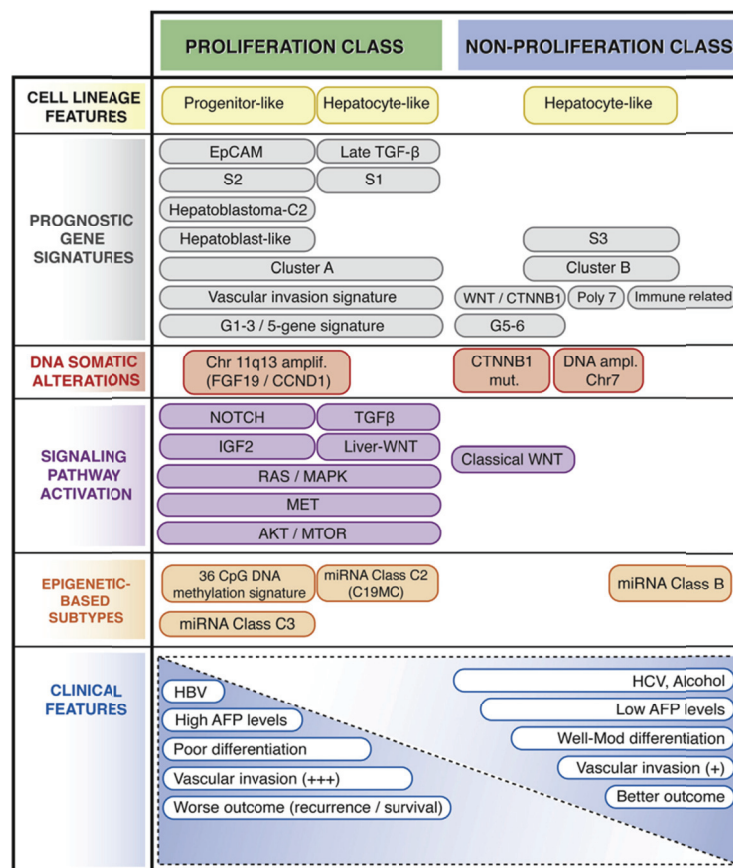 PROLIFERATION CLASS
NON-PROLIFERATION CLASS
CELL LINEAGE
FEATURES
Progenitor-like
Hepatocyte-like
Hepatocyte-like
PROGNOSTIC
GENE
SIGNATURES
EpCAM
Late TGF-β
S2
S1
Hepatoblastoma-C2
Hepatoblast-like
S3
Cluster A
Cluster B
Vascular invasion signature
WNT / CTNNB1
Poly 7
Immune related
G1-3 / 5-gene signature
G5-6
DNA SOMATIC
ALTERATIONS
Chr 11q13 amplif.
(FGF19 / CCND1)
CTNNB1
mut.
DNA ampl.
Chr7
SIGNALING
PATHWAY
ACTIVATION
NOTCH
TGFβ
IGF2
Liver-WNT
Classical WNT
RAS / MAPK
MET
AKT / MTOR
EPIGENETIC-
BASED
SUBTYPES
36 CpG DNA
methylation signature
miRNA Class C2
(C19MC)
miRNA Class B
miRNA Class C3
CLINICAL
FEATURES
HBV
HCV, Alcohol
High AFP levels
Low AFP levels
Poor differentiation
Well-Mod differentiation
Vascular invasion (+++)
Vascular invasion (+)
Worse outcome (recurrence / survival)
Better outcome